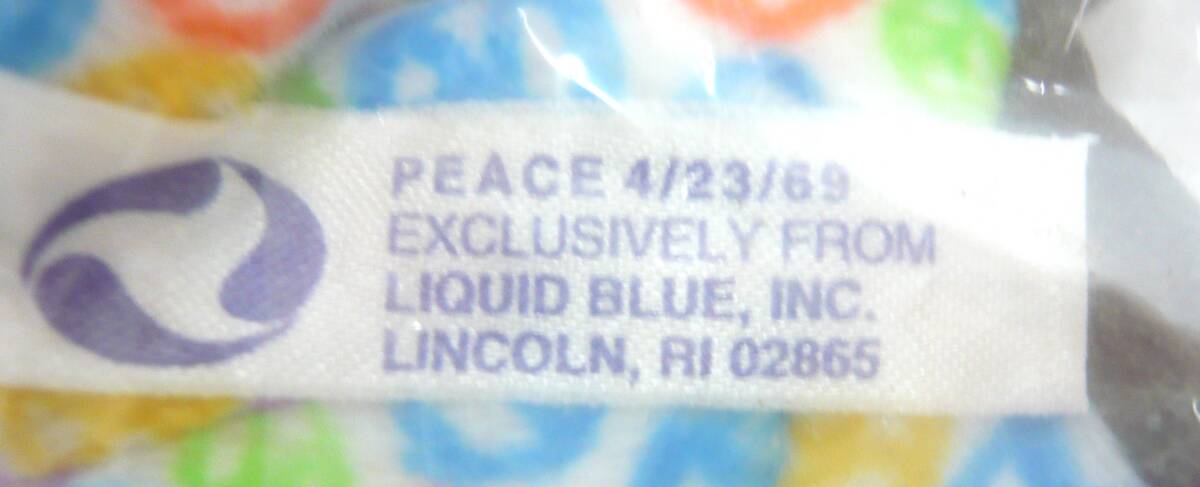 PEACE 4/23/69
EXCLUSIVELY FROM
LIQUID BLUE, INC.
LINCOLN, RI 02865